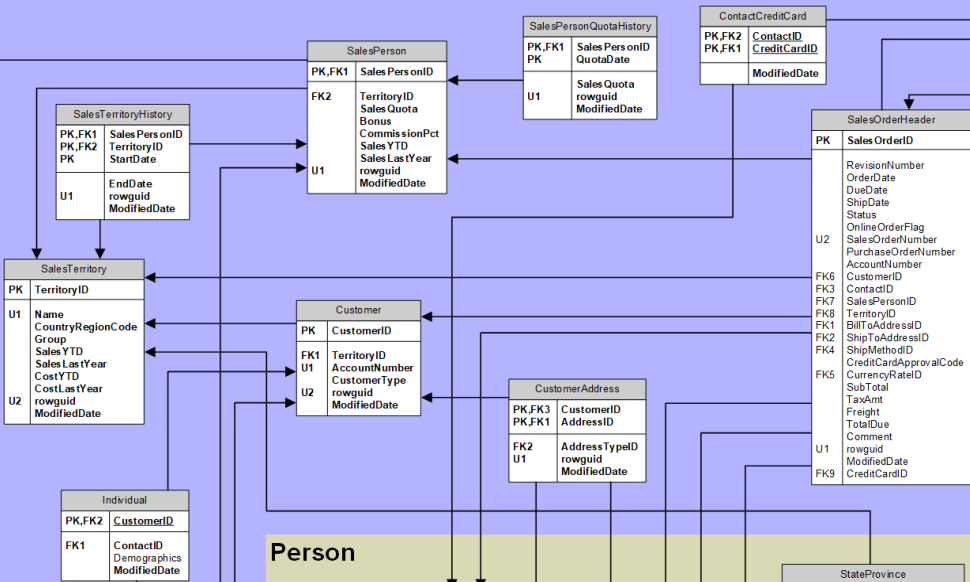 SalesPerson
PK,FK1 SalesPersonID
FK2 TerritoryID
SalesQuota
Bonus
CommissionPct
SalesYTD
SalesLastYear
U1 rowguid
ModifiedDate
SalesPersonQuotaHistory
PK,FK1 SalesPersonID
PK QuotaDate
SalesQuota
U1 rowguid
ModifiedDate
ContactCreditCard
PK,FK2 ContactID
PK,FK1 CreditCardID
ModifiedDate
SalesTerritoryHistory
PK,FK1 SalesPersonID
PK,FK2 TerritoryID
PK StartDate
EndDate
U1 rowguid
ModifiedDate
SalesOrderHeader
PK SalesOrderID
RevisionNumber
OrderDate
DueDate
ShipDate
Status
OnlineOrderFlag
U2 SalesOrderNumber
PurchaseOrderNumber
AccountNumber
FK6 CustomerID
FK3 ContactID
FK7 SalesPersonID
FK8 TerritoryID
FK1 BillToAddressID
FK2 ShipToAddressID
FK4 ShipMethodID
CreditCardApprovalCode
FK5 CurrencyRateID
SubTotal
TaxAmt
Freight
TotalDue
Comment
U1 rowguid
ModifiedDate
FK9 CreditCardID
SalesTerritory
PK TerritoryID
U1 Name
CountryRegionCode
Group
SalesYTD
SalesLastYear
CostYTD
CostLastYear
U2 rowguid
ModifiedDate
Customer
PK CustomerID
FK1 TerritoryID
U1 AccountNumber
CustomerType
U2 rowguid
ModifiedDate
CustomerAddress
PK,FK3 CustomerID
PK,FK1 AddressID
FK2 AddressTypeID
U1 rowguid
ModifiedDate
Individual
PK,FK2 CustomerID
FK1 ContactID
Demographics
ModifiedDate
Person
StateProvince